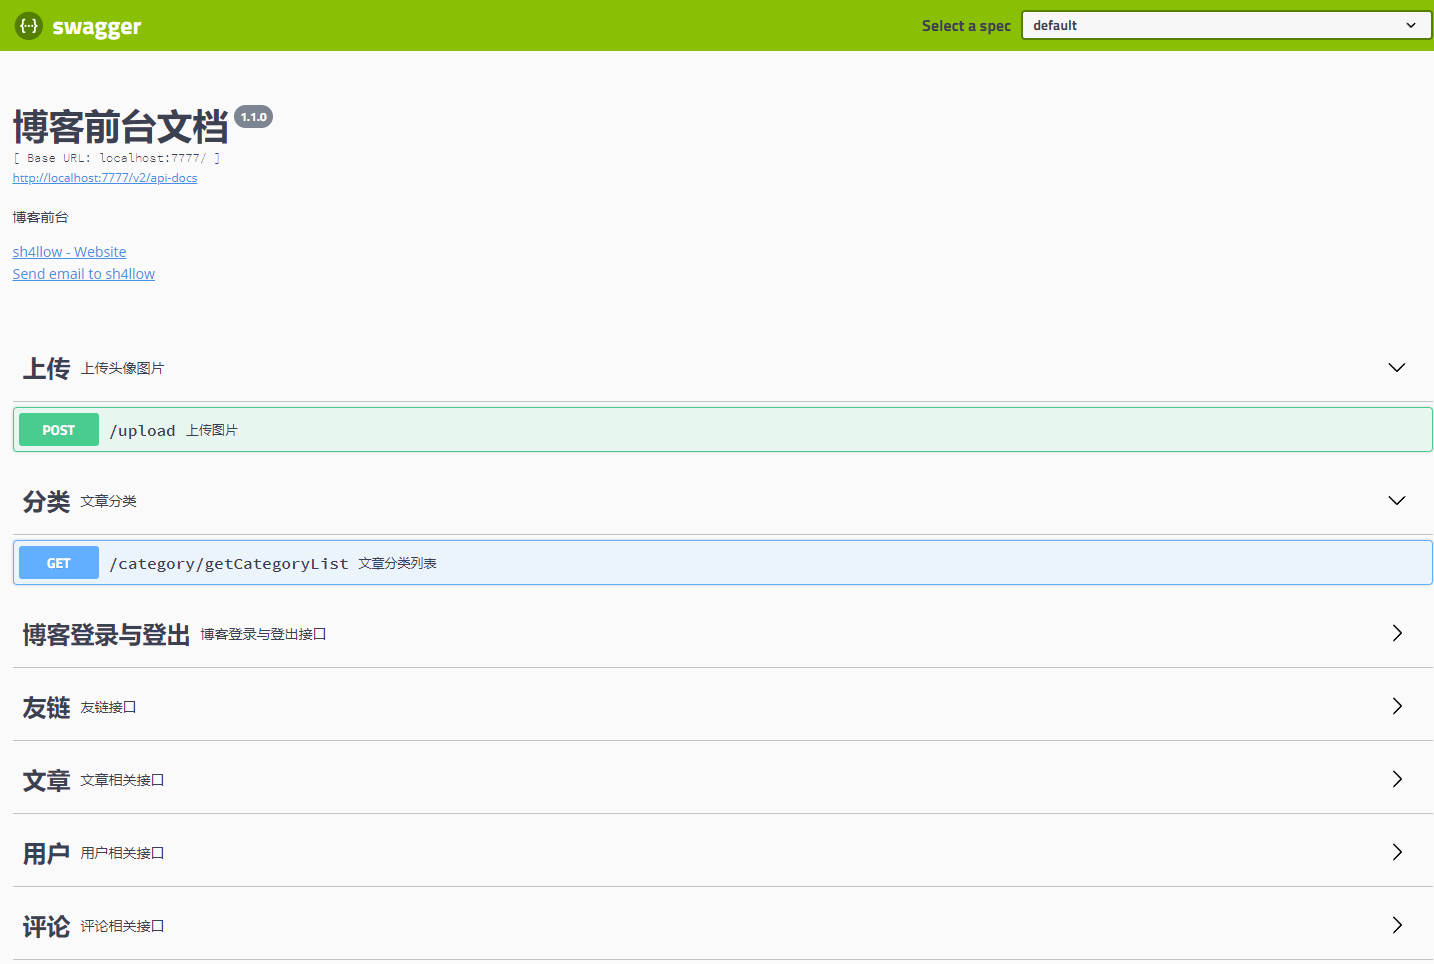 swagger
Select a spec
default
博客前台文档 1.1.0
[ Base URL: localhost:7777/ ]
http://localhost:7777/v2/api-docs
博客前台
sh4llow - Website
Send email to sh4llow
上传 上传头像图片
POST /upload 上传图片
分类 文章分类
GET /category/getCategoryList 文章分类列表
博客登录与登出 博客登录与登出接口
友链 友链接口
文章 文章相关接口
用户 用户相关接口
评论 评论相关接口